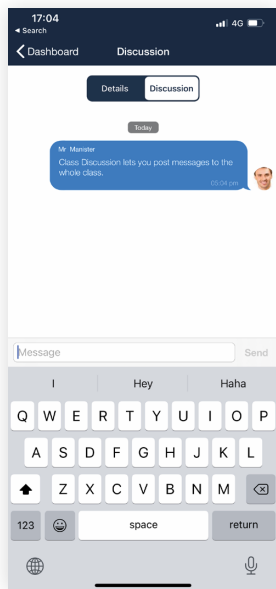 17:04
4G
◀ Search
Dashboard
Discussion
Details
Discussion
Today
Mr Manister
Class Discussion lets you post messages to the
whole class.
05:04 pm
Message
Send
I
Hey
Haha
Q W E R T Y U I O P
A S D F G H J K L
Z X C V B N M
123
space
return